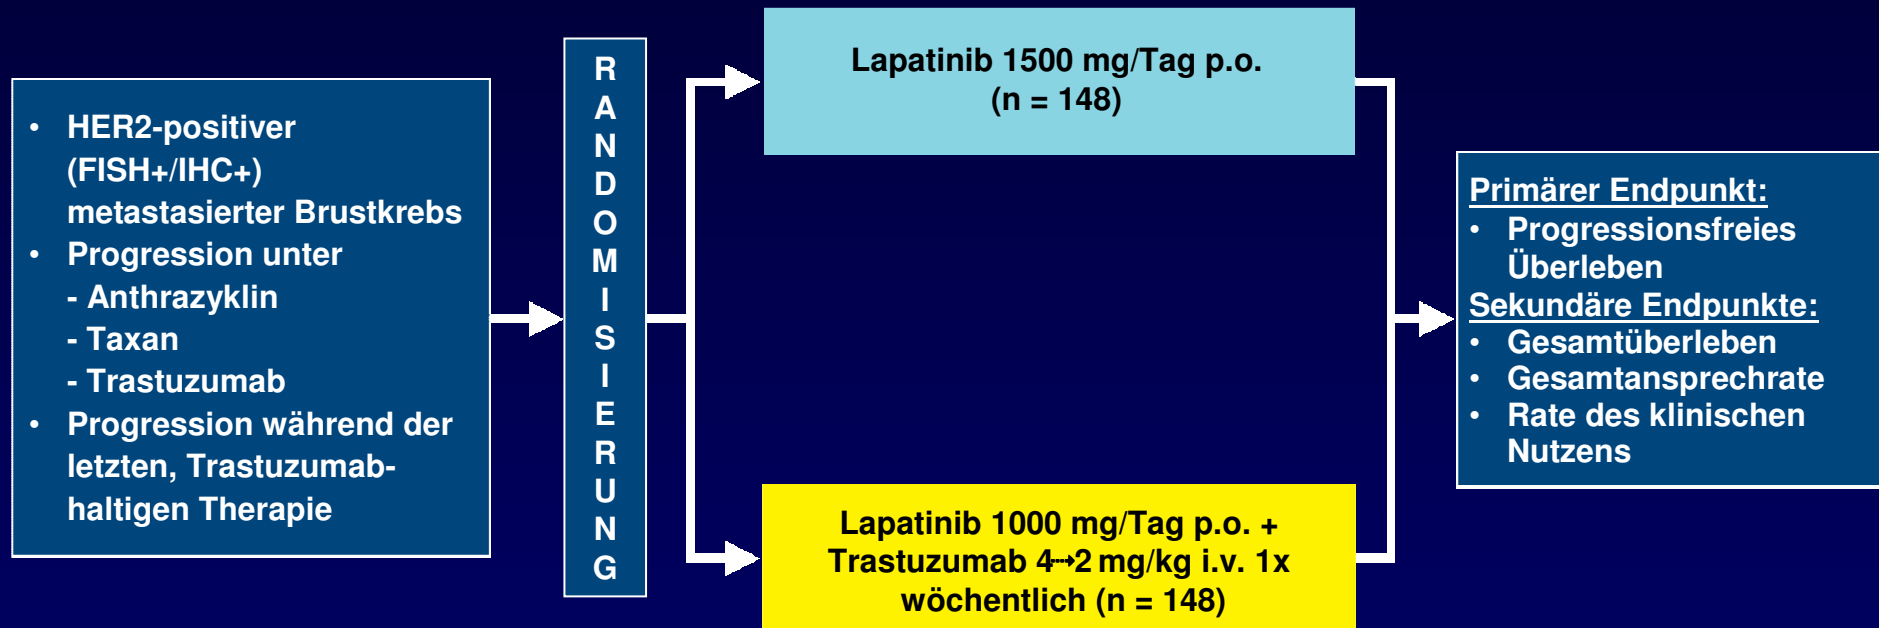 • HER2-positiver
(FISH+/IHC+)
metastasierter Brustkrebs
• Progression unter
- Anthrazyklin
- Taxan
- Trastuzumab
• Progression während der
letzten, Trastuzumab-
haltigen Therapie
R
A
N
D
O
M
I
S
I
E
R
U
N
G
Lapatinib 1500 mg/Tag p.o.
(n = 148)
Lapatinib 1000 mg/Tag p.o. +
Trastuzumab 4⇢2 mg/kg i.v. 1x
wöchentlich (n = 148)
Primärer Endpunkt:
• Progressionsfreies
Überleben
Sekundäre Endpunkte:
• Gesamtüberleben
• Gesamtansprechrate
• Rate des klinischen
Nutzens